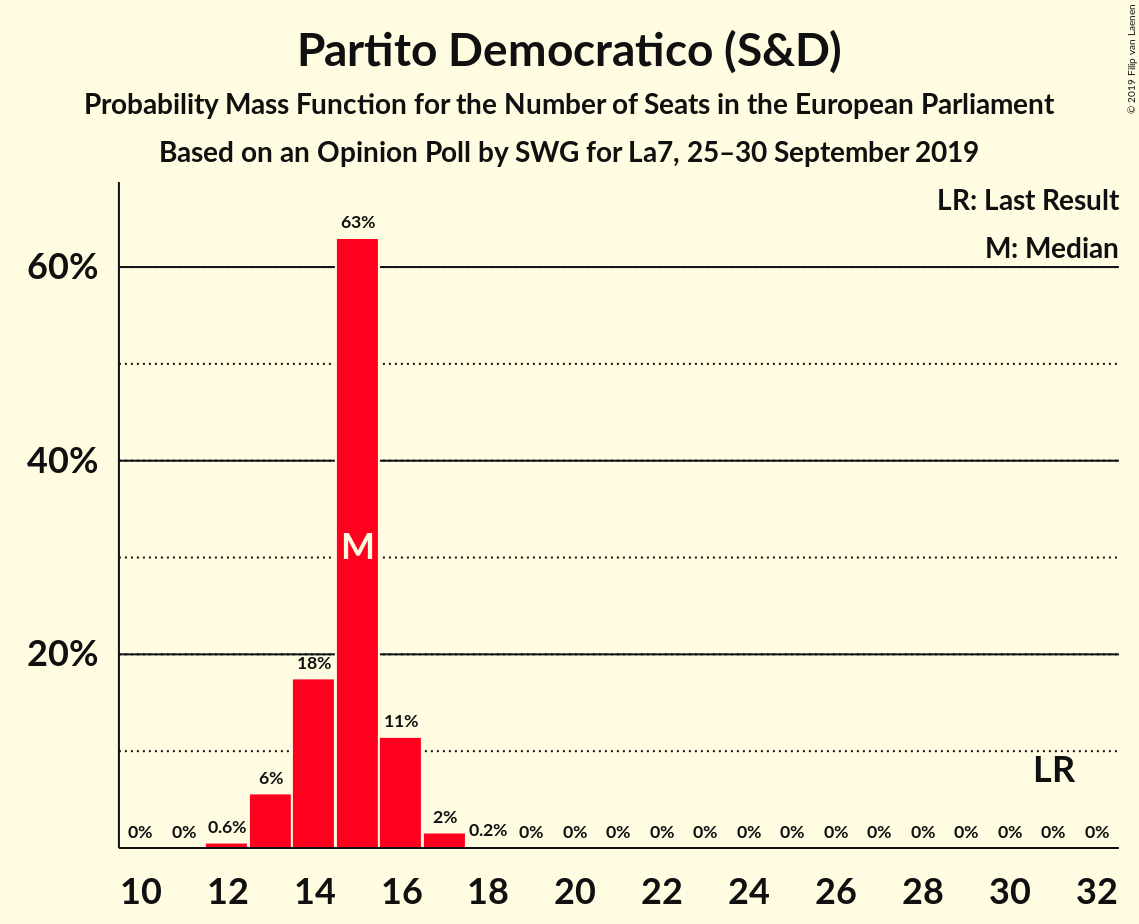 Partito Democratico (S&D)
Probability Mass Function for the Number of Seats in the European Parliament
Based on an Opinion Poll by SWG for La7, 25–30 September 2019
© 2019 Filip van Laenen
LR: Last Result
M: Median
60%
40%
20%
0% 0% 0.6% 6% 18% 63% 11% 2% 0.2% 0% 0% 0% 0% 0% 0% 0% 0% 0% 0% 0% 0% 0% 0%
M
LR
10 12 14 16 18 20 22 24 26 28 30 32